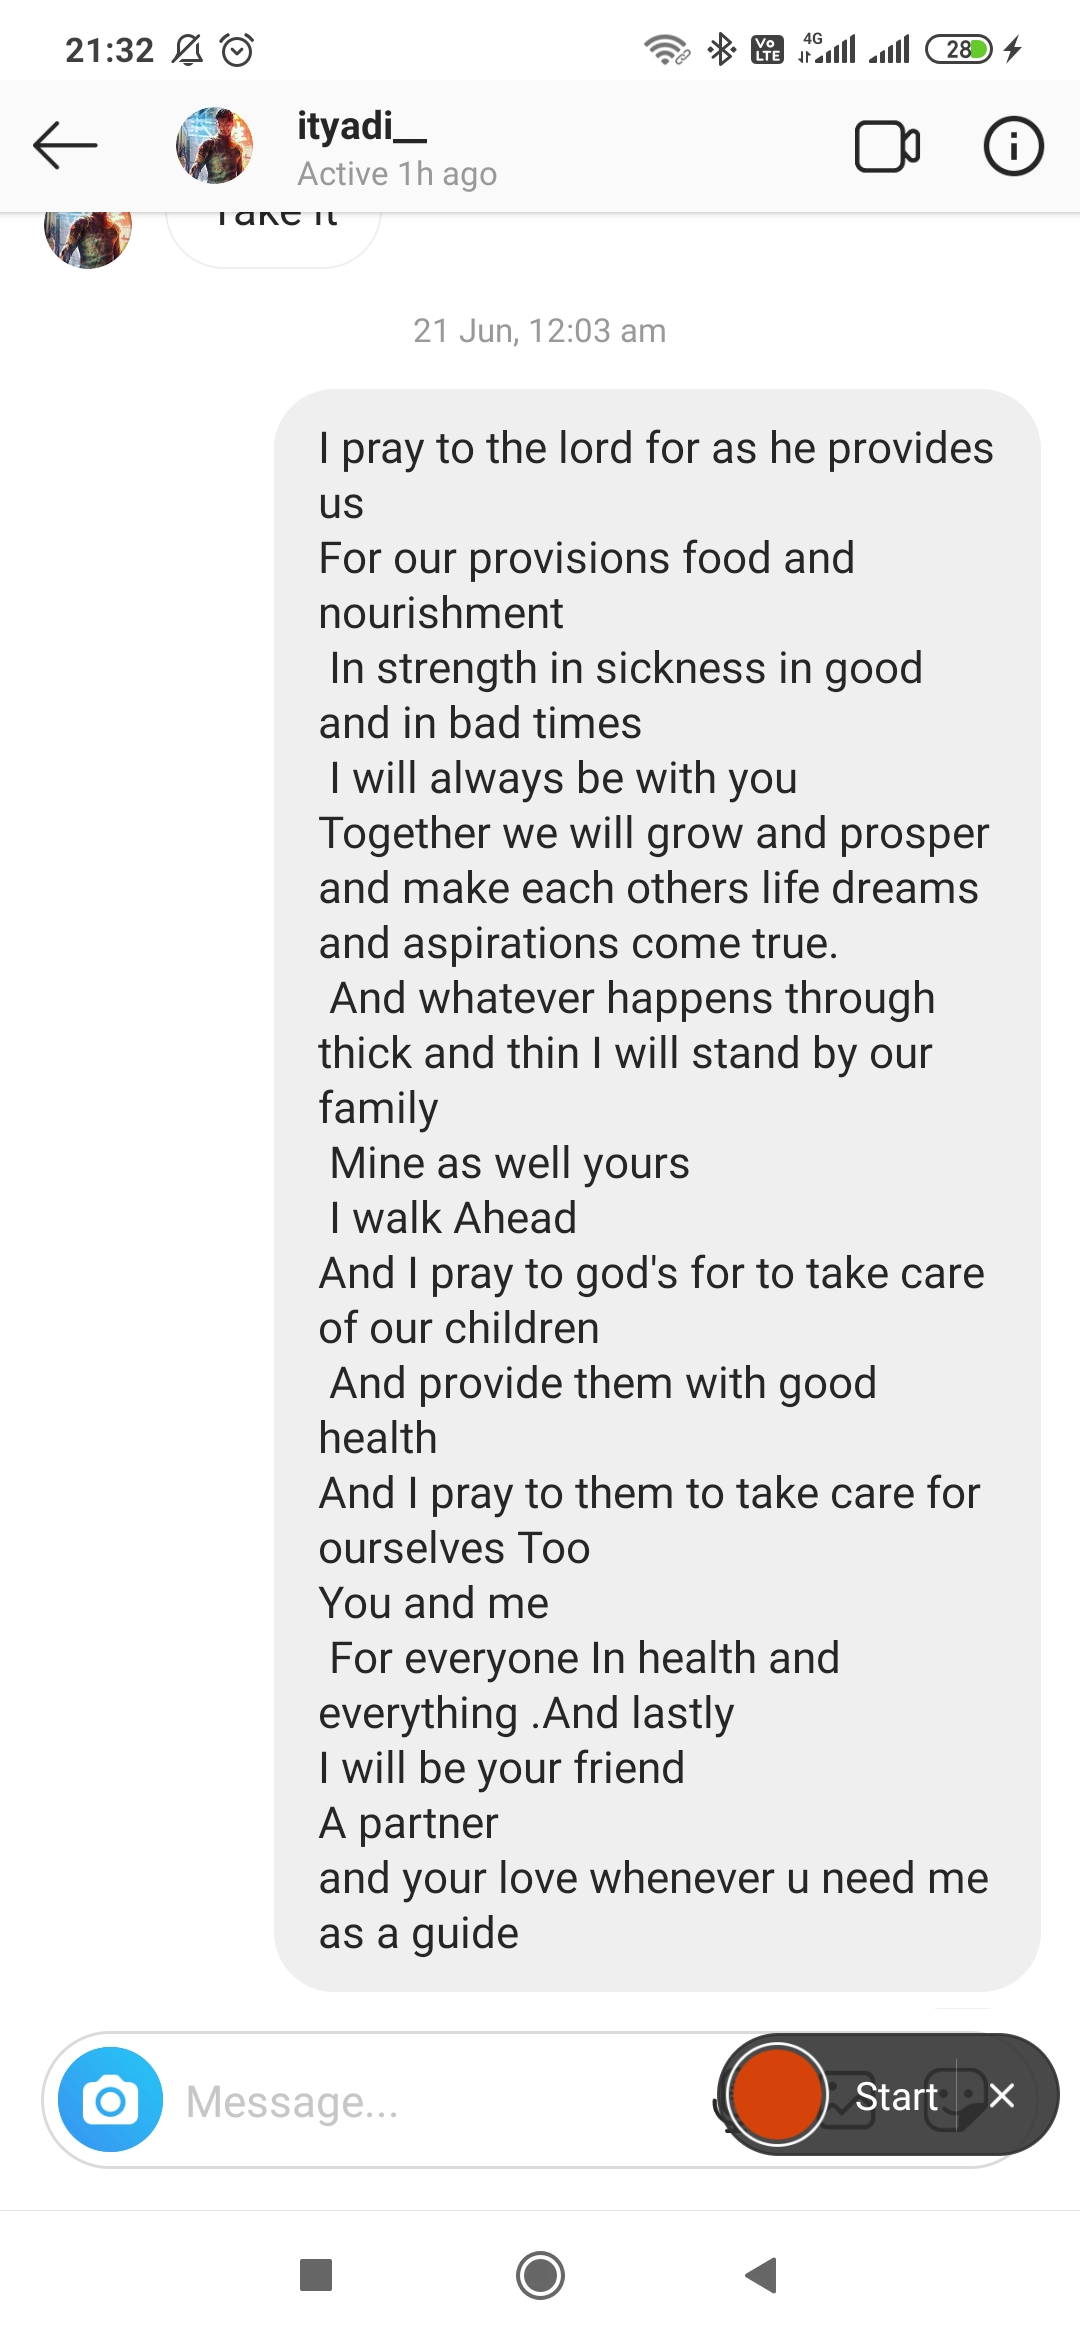 21:32
Vo LTE 4G 28
ityadi__
Active 1h ago
Take it
21 Jun, 12:03 am
I pray to the lord for as he provides
us
For our provisions food and
nourishment
In strength in sickness in good
and in bad times
I will always be with you
Together we will grow and prosper
and make each others life dreams
and aspirations come true.
And whatever happens through
thick and thin I will stand by our
family
Mine as well yours
I walk Ahead
And I pray to god's for to take care
of our children
And provide them with good
health
And I pray to them to take care for
ourselves Too
You and me
For everyone In health and
everything .And lastly
I will be your friend
A partner
and your love whenever u need me
as a guide
Message...
Start